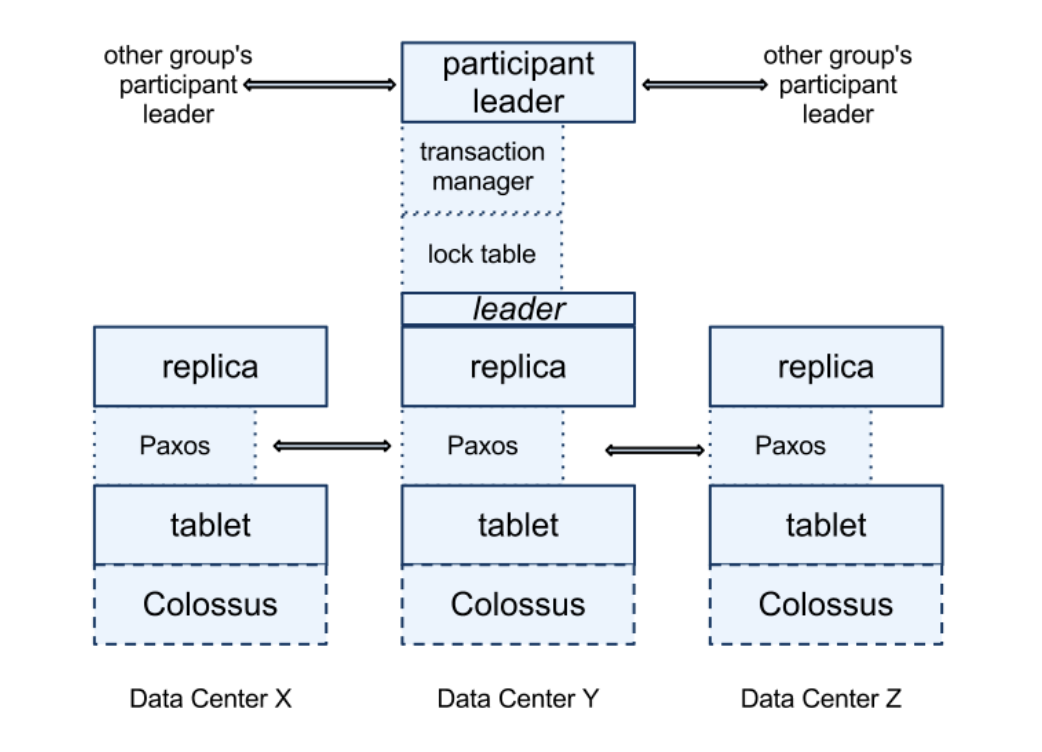 other group's
participant
leader
participant
leader
other group's
participant
leader
transaction
manager
lock table
leader
replica
replica
replica
Paxos
Paxos
Paxos
tablet
tablet
tablet
Colossus
Colossus
Colossus
Data Center X
Data Center Y
Data Center Z